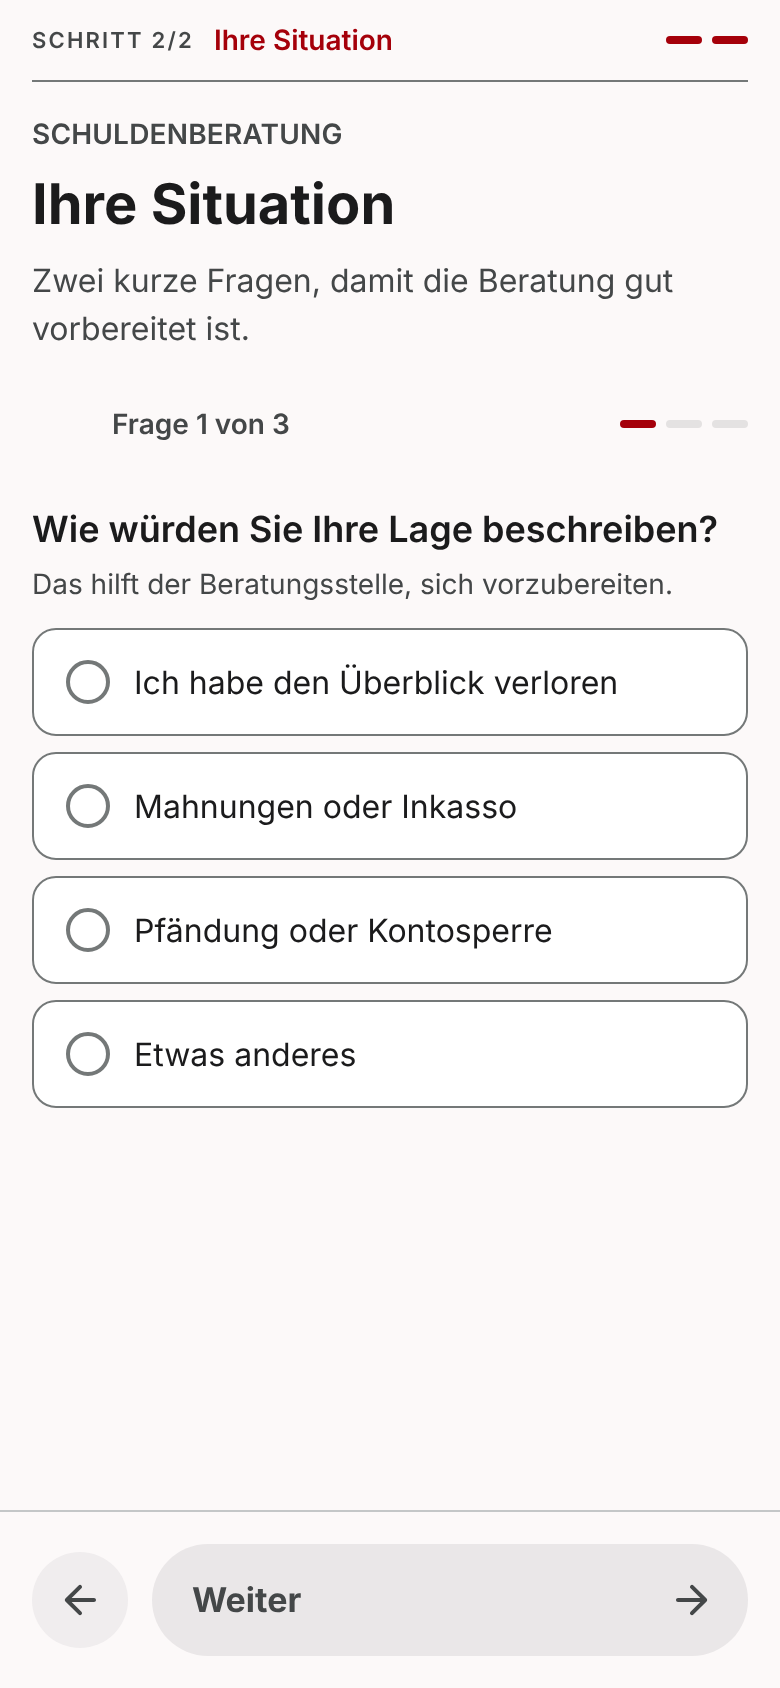 SCHRITT 2/2 Ihre Situation
SCHULDENBERATUNG
Ihre Situation
Zwei kurze Fragen, damit die Beratung gut
vorbereitet ist.
Frage 1 von 3
Wie würden Sie Ihre Lage beschreiben?
Das hilft der Beratungsstelle, sich vorzubereiten.
Ich habe den Überblick verloren
Mahnungen oder Inkasso
Pfändung oder Kontosperre
Etwas anderes
Weiter